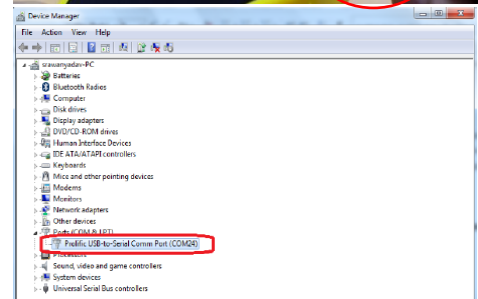 Device Manager
File Action View Help
srawanyadav-PC
Batteries
Bluetooth Radios
Computer
Disk drives
Display adapters
DVD/CD-ROM drives
Human Interface Devices
IDE ATA/ATAPI controllers
Keyboards
Mice and other pointing devices
Modems
Monitors
Network adapters
Other devices
Ports (COM & LPT)
Prolific USB-to-Serial Comm Port (COM24)
Processors
Sound, video and game controllers
System devices
Universal Serial Bus controllers